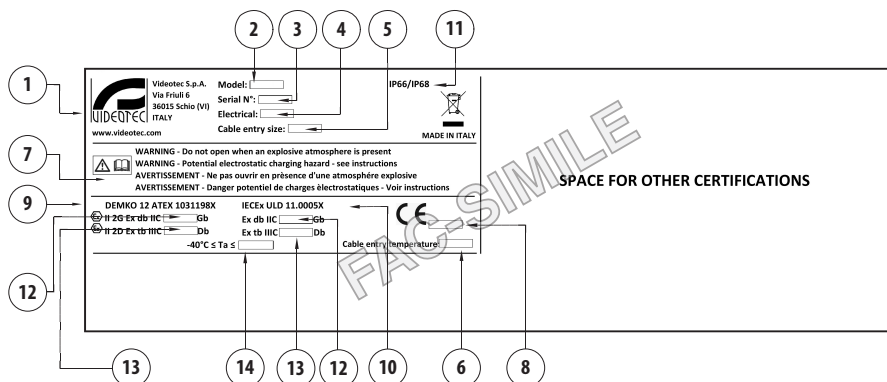 2
3
4
5
11
1
VIDEOTEC
Videotec S.p.A.
Via Friuli 6
36015 Schio (VI)
ITALY
www.videotec.com
Model:
Serial N°:
Electrical:
Cable entry size:
IP66/IP68
MADE IN ITALY
7
WARNING - Do not open when an explosive atmosphere is present
WARNING - Potential electrostatic charging hazard - see instructions
AVERTISSEMENT - Ne pas ouvrir en prèsence d'une atmosphére explosive
AVERTISSEMENT - Danger potentiel de charges èlectrostatiques - Voir instructions
SPACE FOR OTHER CERTIFICATIONS
FAC-SIMILE
9
DEMKO 12 ATEX 1031198X
IECEx ULD 11.0005X
CE
II 2G Ex db IIC Gb
Ex db IIC Gb
II 2D Ex tb IIIC Db
Ex tb IIIC Db
-40°C ≤ Ta ≤
Cable entry temperature:
12
13
14
13
12
10
6
8